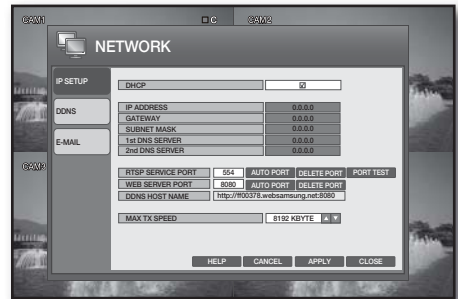 CAM1
C
CAM2
NETWORK
IP SETUP
DDNS
E-MAIL
DHCP ☑
IP ADDRESS 0.0.0.0
GATEWAY 0.0.0.0
SUBNET MASK 0.0.0.0
1st DNS SERVER 0.0.0.0
2nd DNS SERVER 0.0.0.0
CAM3
RTSP SERVICE PORT 554 AUTO PORT DELETE PORT PORT TEST
WEB SERVER PORT 8080 AUTO PORT DELETE PORT
DDNS HOST NAME http://ff00378.websamsung.net:8080
MAX TX SPEED 8192 KBYTE
HELP CANCEL APPLY CLOSE